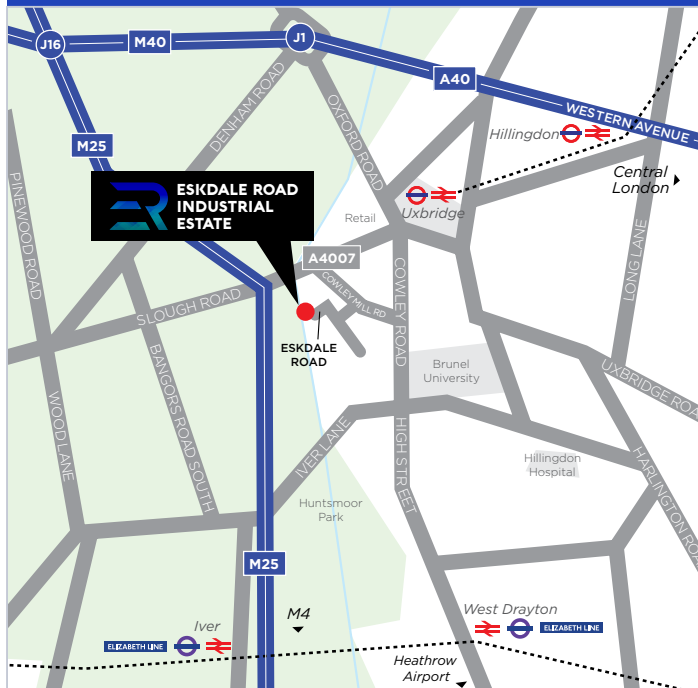 J16
M40
J1
A40
WESTERN AVENUE
M25
DENHAM ROAD
OXFORD ROAD
Hillingdon
Central
London
PINEWOOD ROAD
ER
ESKDALE ROAD
INDUSTRIAL
ESTATE
Retail
Uxbridge
LONG LANE
A4007
SLOUGH ROAD
COWLEY MILL RD
COWLEY ROAD
ESKDALE
ROAD
BANGORS ROAD SOUTH
Brunel
University
UXBRIDGE ROA
WOOD LANE
IVER LANE
HIGH STREET
Hillingdon
Hospital
HARLINGTON ROA
Huntsmoor
Park
M25
Iver
M4
West Drayton
ELIZABETH LINE
ELIZABETH LINE
Heathrow
Airport